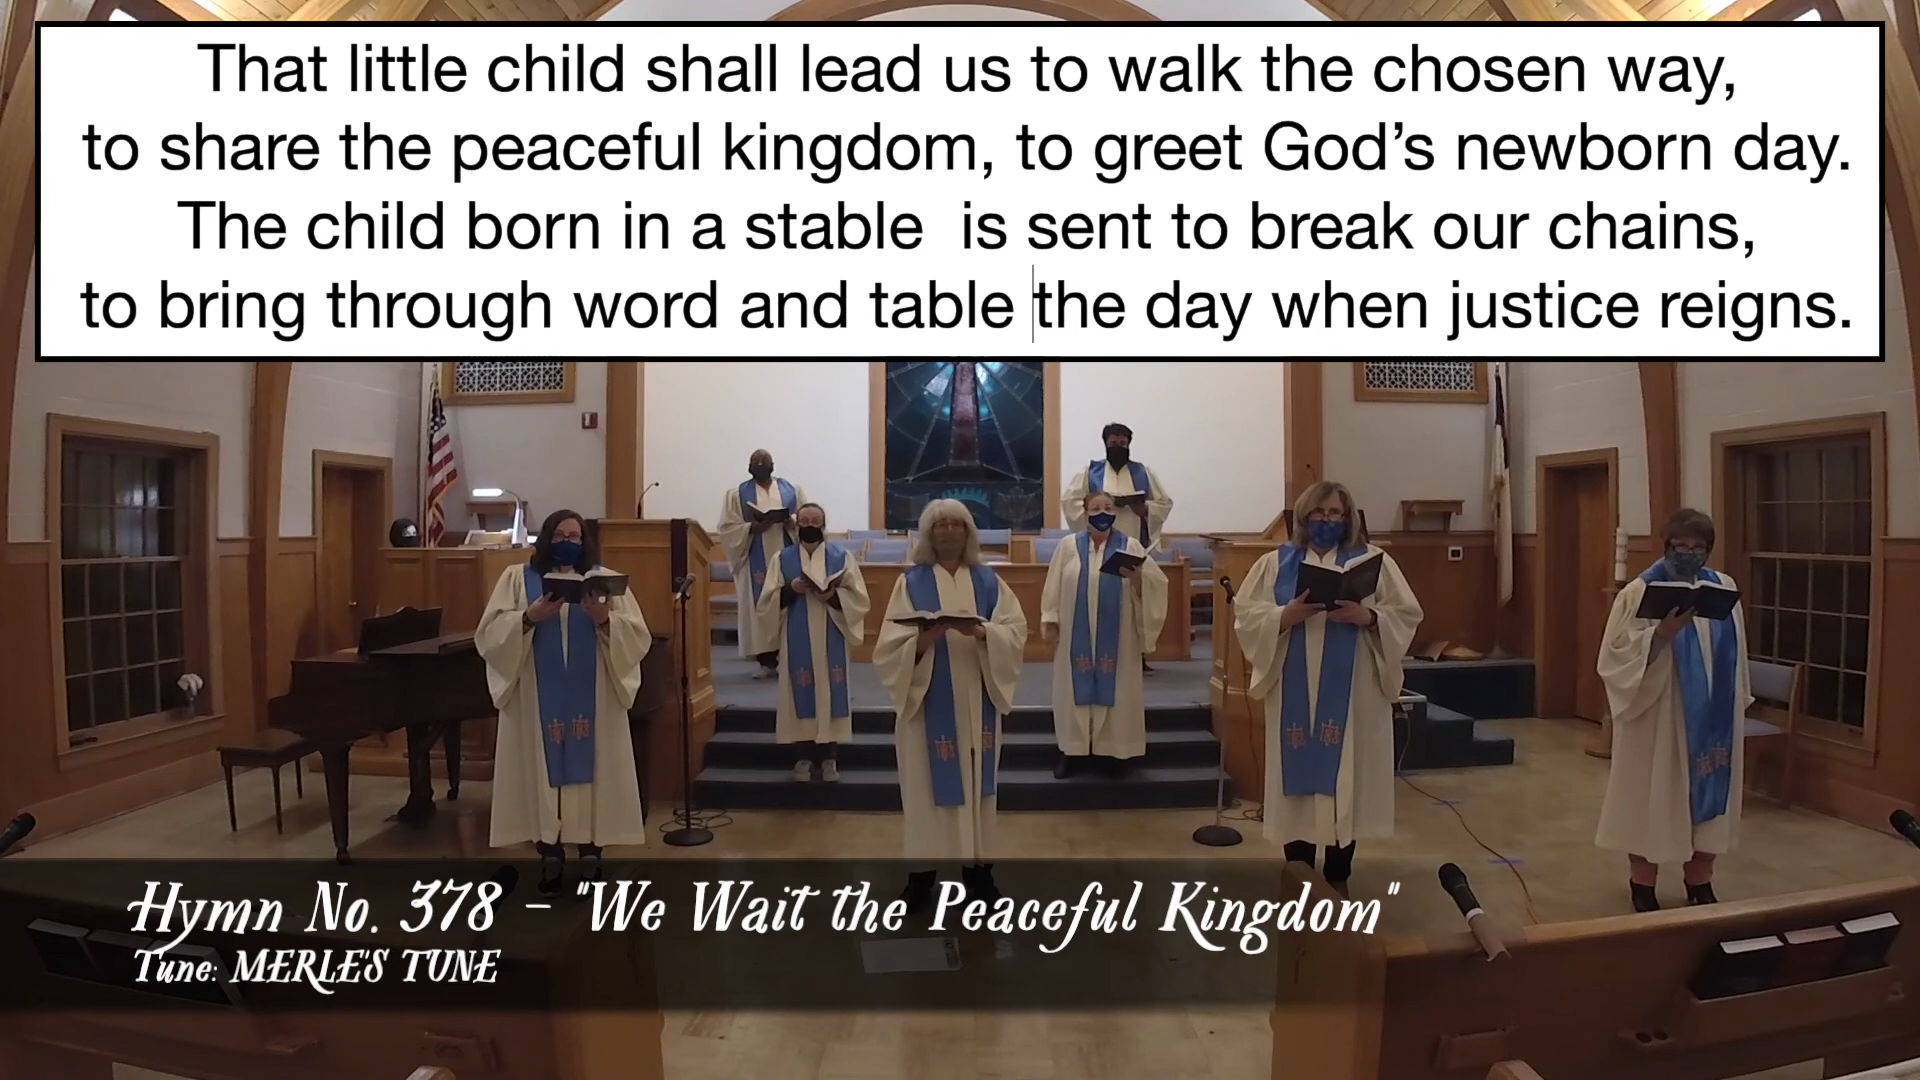 That little child shall lead us to walk the chosen way,
to share the peaceful kingdom, to greet God’s newborn day.
The child born in a stable  is sent to break our chains,
to bring through word and table the day when justice reigns.
Hymn No. 378 – "We Wait the Peaceful Kingdom"
Tune: MERLE'S TUNE